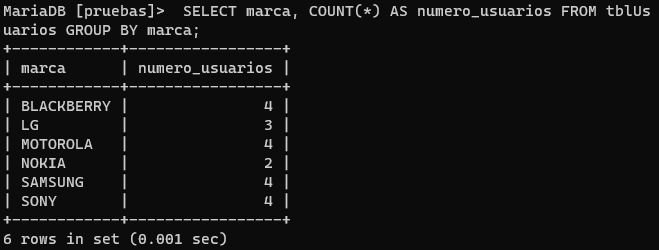 MariaDB [pruebas]>  SELECT marca, COUNT(*) AS numero_usuarios FROM tblUs
uarios GROUP BY marca;
+------------+-----------------+
| marca      | numero_usuarios |
+------------+-----------------+
| BLACKBERRY |               4 |
| LG         |               3 |
| MOTOROLA   |               4 |
| NOKIA      |               2 |
| SAMSUNG    |               4 |
| SONY       |               4 |
+------------+-----------------+
6 rows in set (0.001 sec)